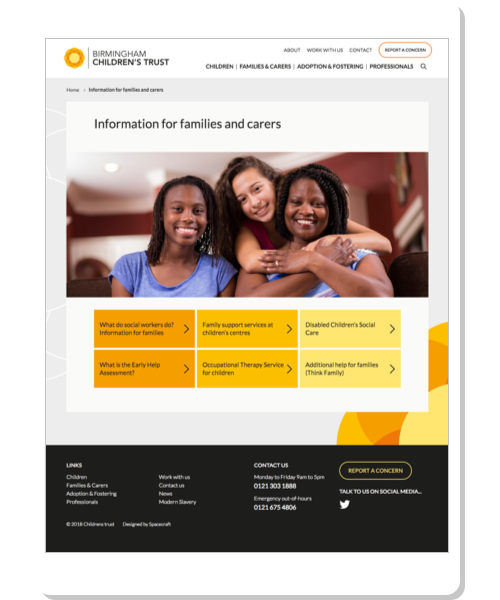 BIRMINGHAM
CHILDREN'S TRUST
ABOUT WORK WITH US CONTACT REPORT A CONCERN
CHILDREN | FAMILIES & CARERS | ADOPTION & FOSTERING | PROFESSIONALS
Home > Information for families and carers
Information for families and carers
What do social workers do?
Information for families
Family support services at
children's centres
Disabled Children's Social
Care
What is the Early Help
Assessment?
Occupational Therapy Service
for children
Additional help for families
(Think Family)
LINKS
Children
Families & Carers
Adoption & Fostering
Professionals
Work with us
Contact us
News
Modern Slavery
CONTACT US
Monday to Friday 9am to 5pm
0121 303 1888
Emergency out-of-hours
0121 675 4806
REPORT A CONCERN
TALK TO US ON SOCIAL MEDIA...
© 2018 Childrens trust Designed by Spacecraft